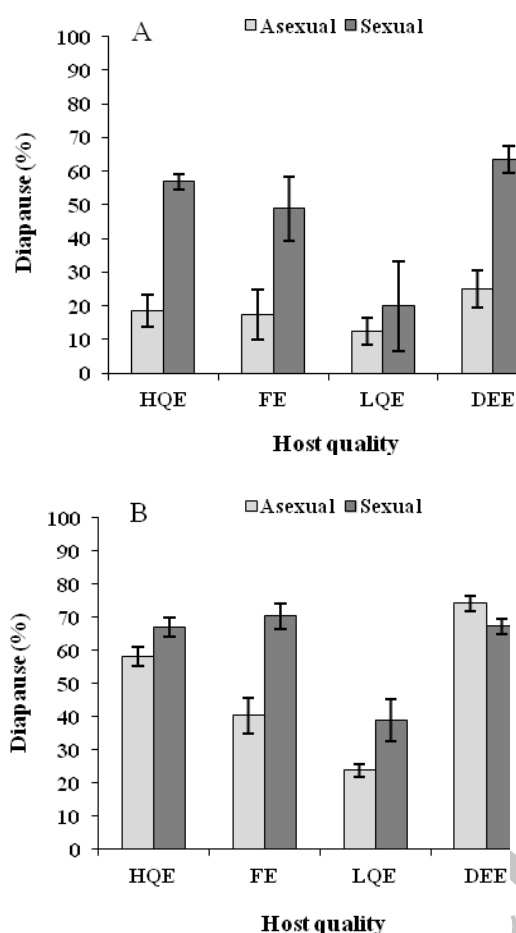 A
Asexual Sexual
100
90
80
70
60
50
40
30
20
10
0
Diapause (%)
HQE FE LQE DEE
Host quality
B
Asexual Sexual
100
90
80
70
60
50
40
30
20
10
0
Diapause (%)
HQE FE LQE DEE
Host quality